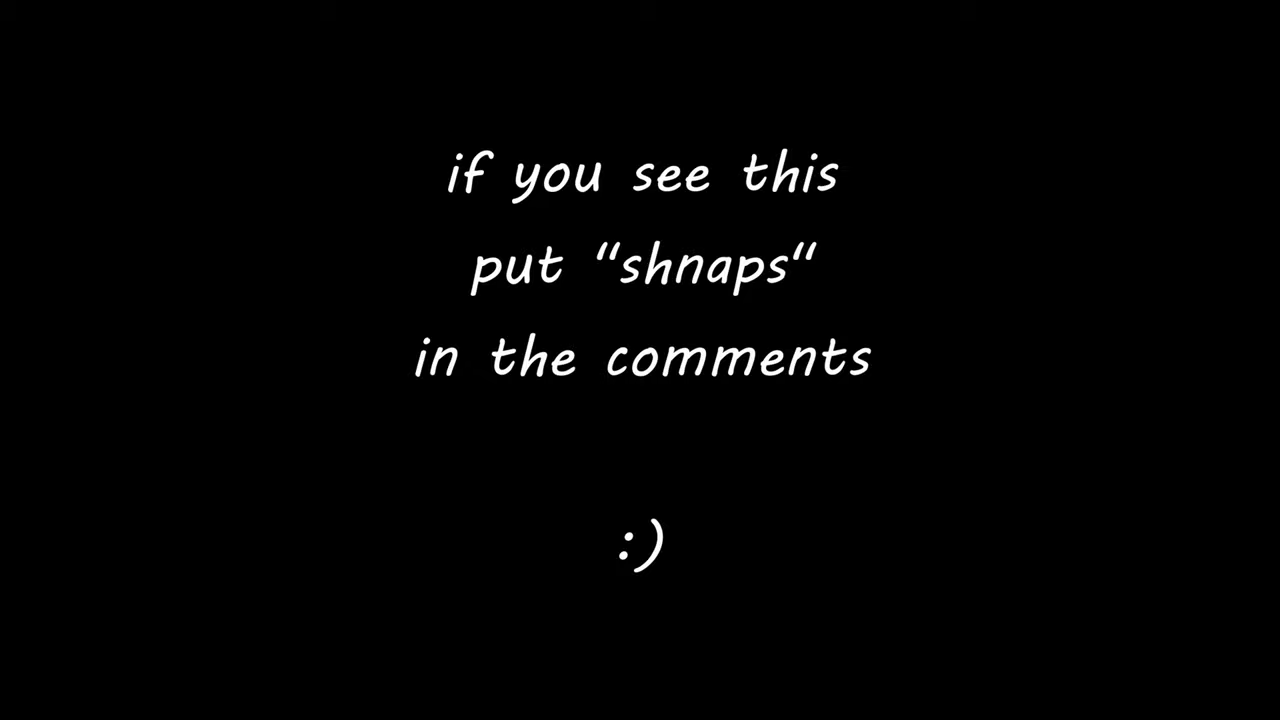 if you see this
put “shnaps“
in the comments
:)